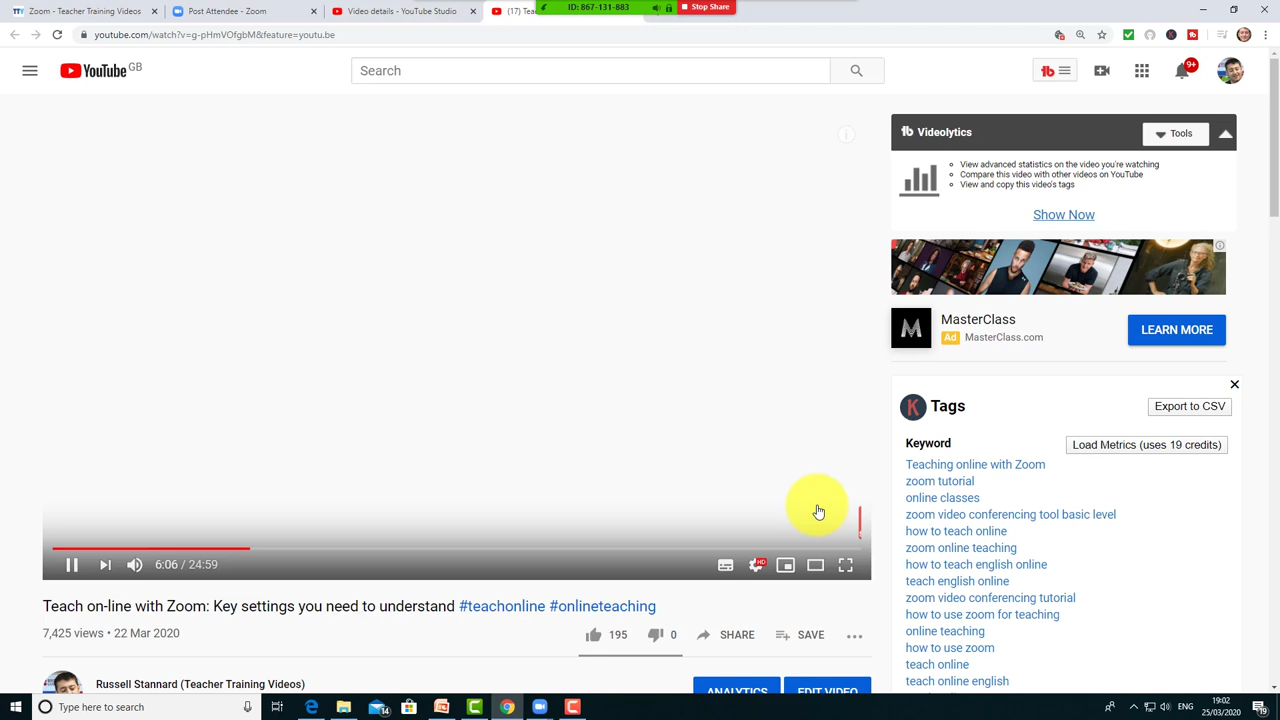 Zoom - Teacher Training Videos
Post Attendee - Zoom
Video details - YouTube Studio
(17) Tea
ID: 867-131-883
Stop Share
youtube.com/watch?v=g-pHmVOfgbM&feature=youtu.be
YouTube GB
Search
9+
Videolytics
Tools
View advanced statistics on the video you're watching
Compare this video with other videos on YouTube
View and copy this video's tags
Show Now
MasterClass
Ad MasterClass.com
LEARN MORE
K Tags
Export to CSV
Keyword
Load Metrics (uses 19 credits)
Teaching online with Zoom
zoom tutorial
online classes
zoom video conferencing tool basic level
how to teach online
zoom online teaching
how to teach english online
teach english online
zoom video conferencing tutorial
how to use zoom for teaching
online teaching
how to use zoom
teach online
teach online english
6:06 / 24:59
HD
Teach on-line with Zoom: Key settings you need to understand #teachonline #onlineteaching
7,425 views • 22 Mar 2020
195
0
SHARE
SAVE
Russell Stannard (Teacher Training Videos)
ANALYTICS
EDIT VIDEO
Type here to search
ENG
19:02
25/03/2020